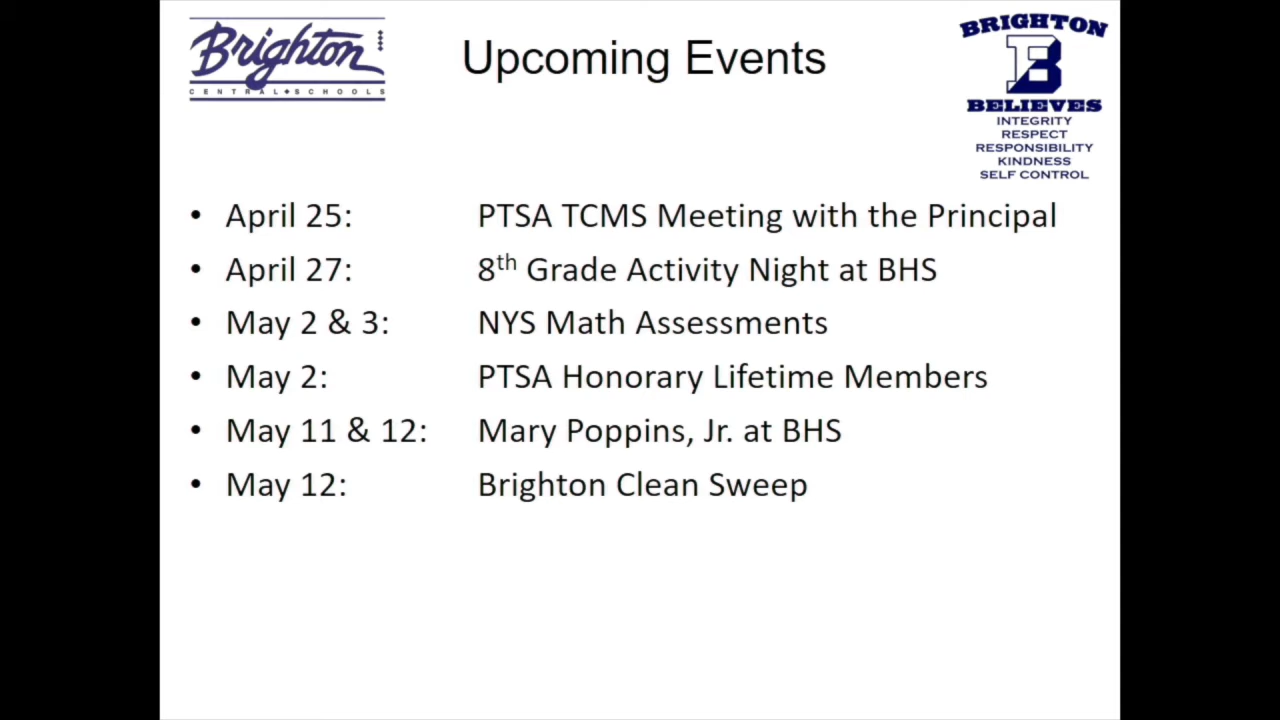 Brighton
CENTRAL SCHOOLS
Upcoming Events
BRIGHTON
B
BELIEVES
INTEGRITY
RESPECT
RESPONSIBILITY
KINDNESS
SELF CONTROL
• April 25: PTSA TCMS Meeting with the Principal
• April 27: 8th Grade Activity Night at BHS
• May 2 & 3: NYS Math Assessments
• May 2: PTSA Honorary Lifetime Members
• May 11 & 12: Mary Poppins, Jr. at BHS
• May 12: Brighton Clean Sweep